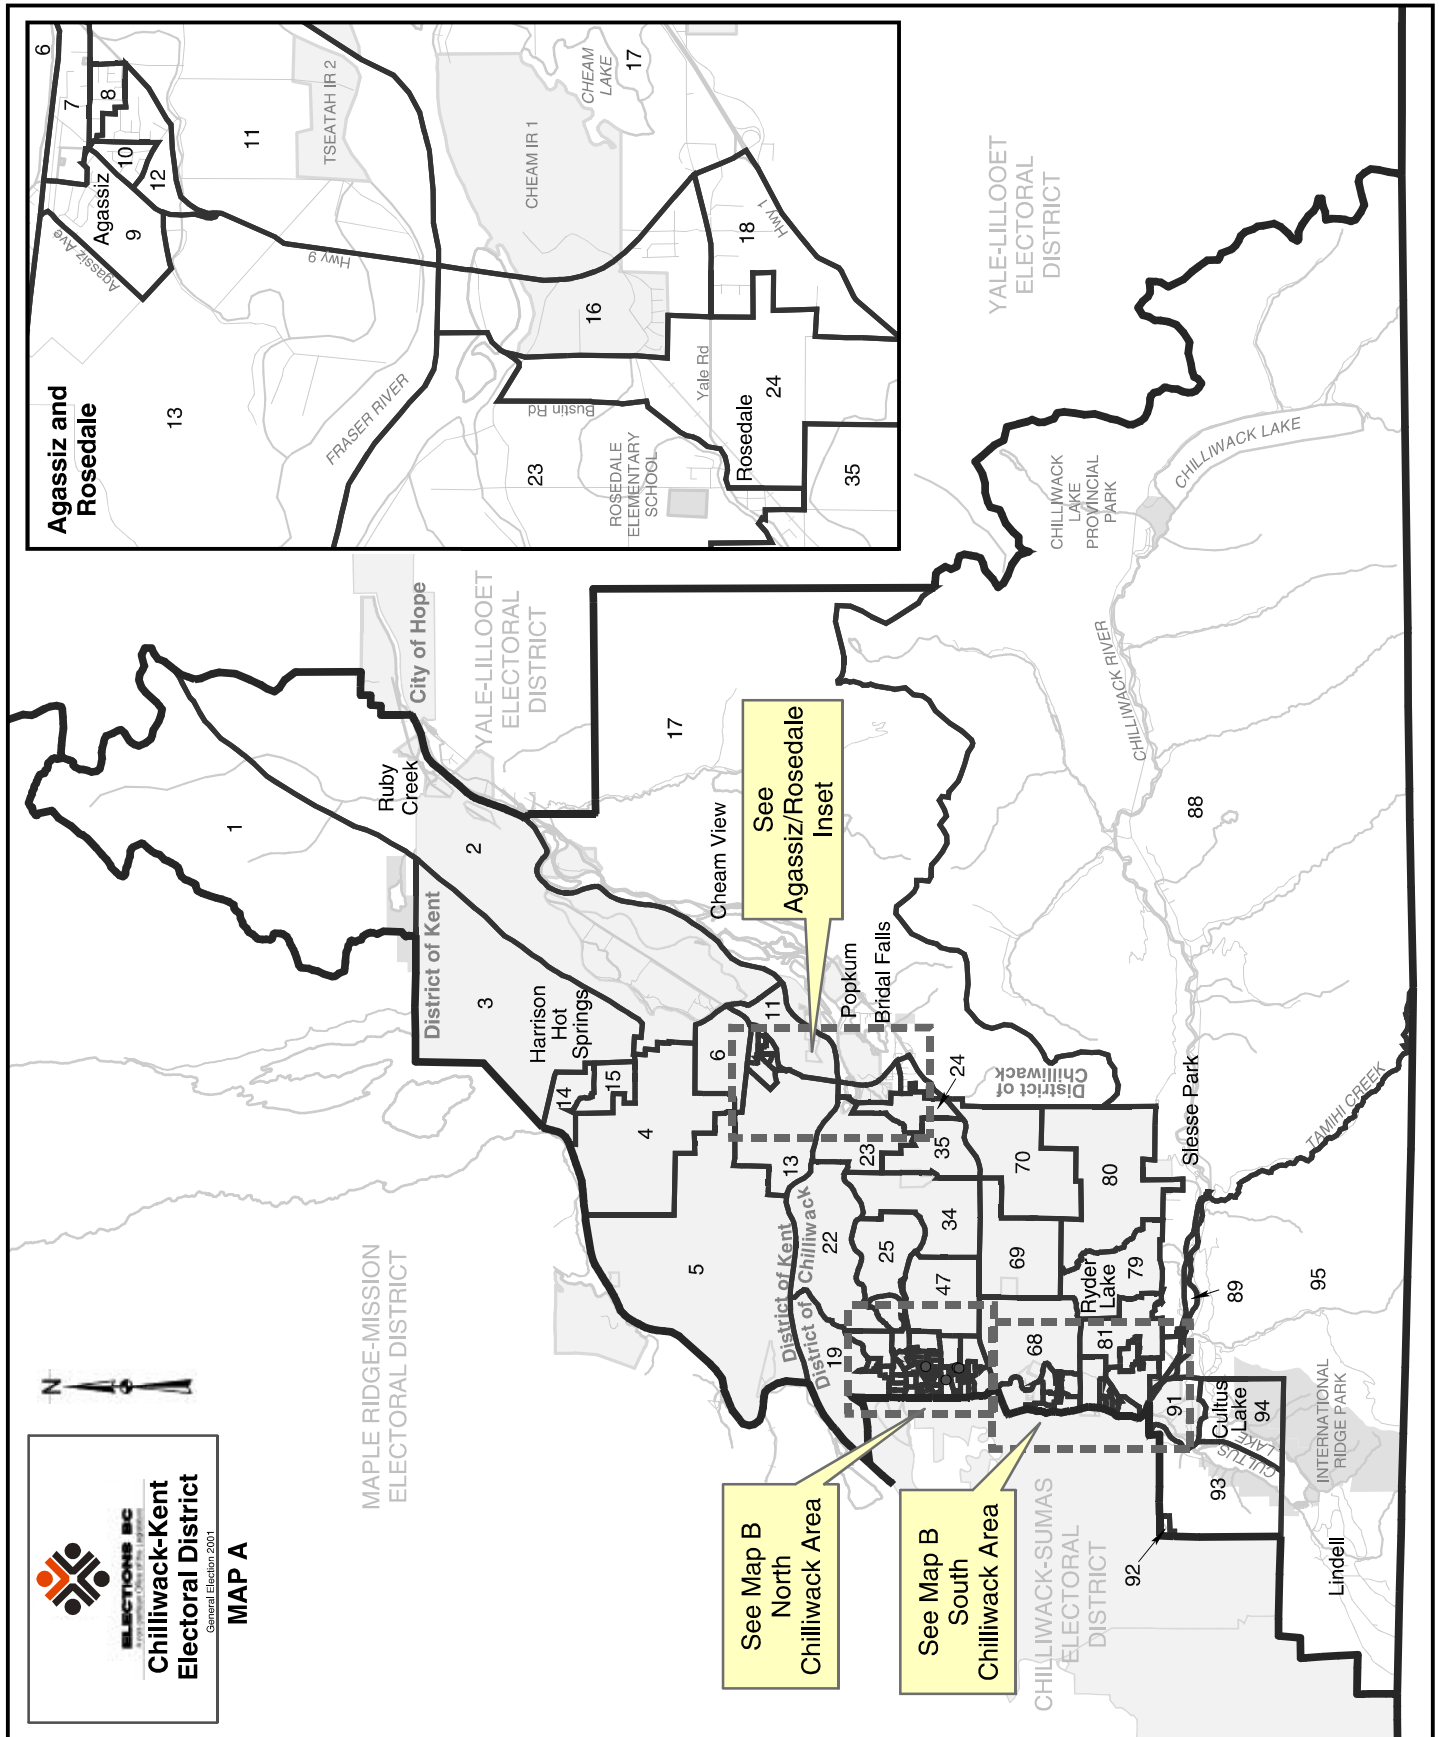 ELECTIONS BC
Chilliwack-Kent
Electoral District
General Election 2001
MAP A
N
Agassiz and
Rosedale
6
7
8
10
12
11
9
Agassiz
Agassiz Ave
TSEATAH IR 2
CHEAM
LAKE
17
CHEAM IR 1
Hwy 9
13
FRASER RIVER
16
18
Hwy 1
Yale Rd
Bustin Rd
23
ROSEDALE
ELEMENTARY
SCHOOL
Rosedale
24
35
MAPLE RIDGE-MISSION
ELECTORAL DISTRICT
YALE-LILLOOET
ELECTORAL
DISTRICT
YALE-LILLOOET
ELECTORAL
DISTRICT
CHILLIWACK-SUMAS
ELECTORAL
DISTRICT
City of Hope
Ruby
Creek
1
2
3
District of Kent
Harrison
Hot
Springs
14
15
4
5
6
11
13
17
Cheam View
See
Agassiz/Rosedale
Inset
Popkum
Bridal Falls
24
District of
Chilliwack
District of Kent
District of Chilliwack
19
22
23
25
34
35
47
69
70
68
80
79
81
Ryder
Lake
Slesse Park
TAMIHI CREEK
88
89
95
91
Cultus
Lake
94
CULTUS
LAKE
93
92
INTERNATIONAL
RIDGE PARK
Lindell
See Map B
North
Chilliwack Area
See Map B
South
Chilliwack Area
CHILLIWACK
LAKE
PROVINCIAL
PARK
CHILLIWACK LAKE
CHILLIWACK RIVER